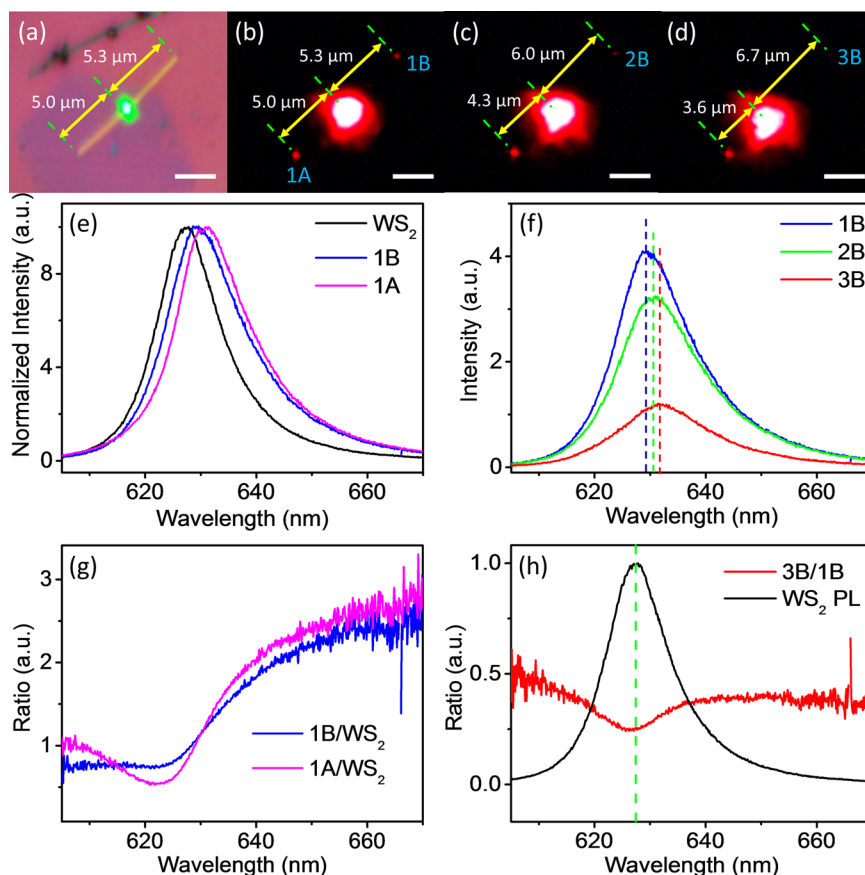 (a)
5.3 μm
5.0 μm
(b)
5.3 μm
1B
5.0 μm
1A
(c)
6.0 μm
2B
4.3 μm
(d)
6.7 μm
3B
3.6 μm
(e)
WS₂
1B
1A
Normalized Intensity (a.u.)
10
5
0
620 640 660
Wavelength (nm)
(f)
1B
2B
3B
Intensity (a.u.)
4
2
0
620 640 660
Wavelength (nm)
(g)
1B/WS₂
1A/WS₂
Ratio (a.u.)
3
2
1
620 640 660
Wavelength (nm)
(h)
3B/1B
WS₂ PL
Ratio (a.u.)
1.0
0.5
0.0
620 640 660
Wavelength (nm)